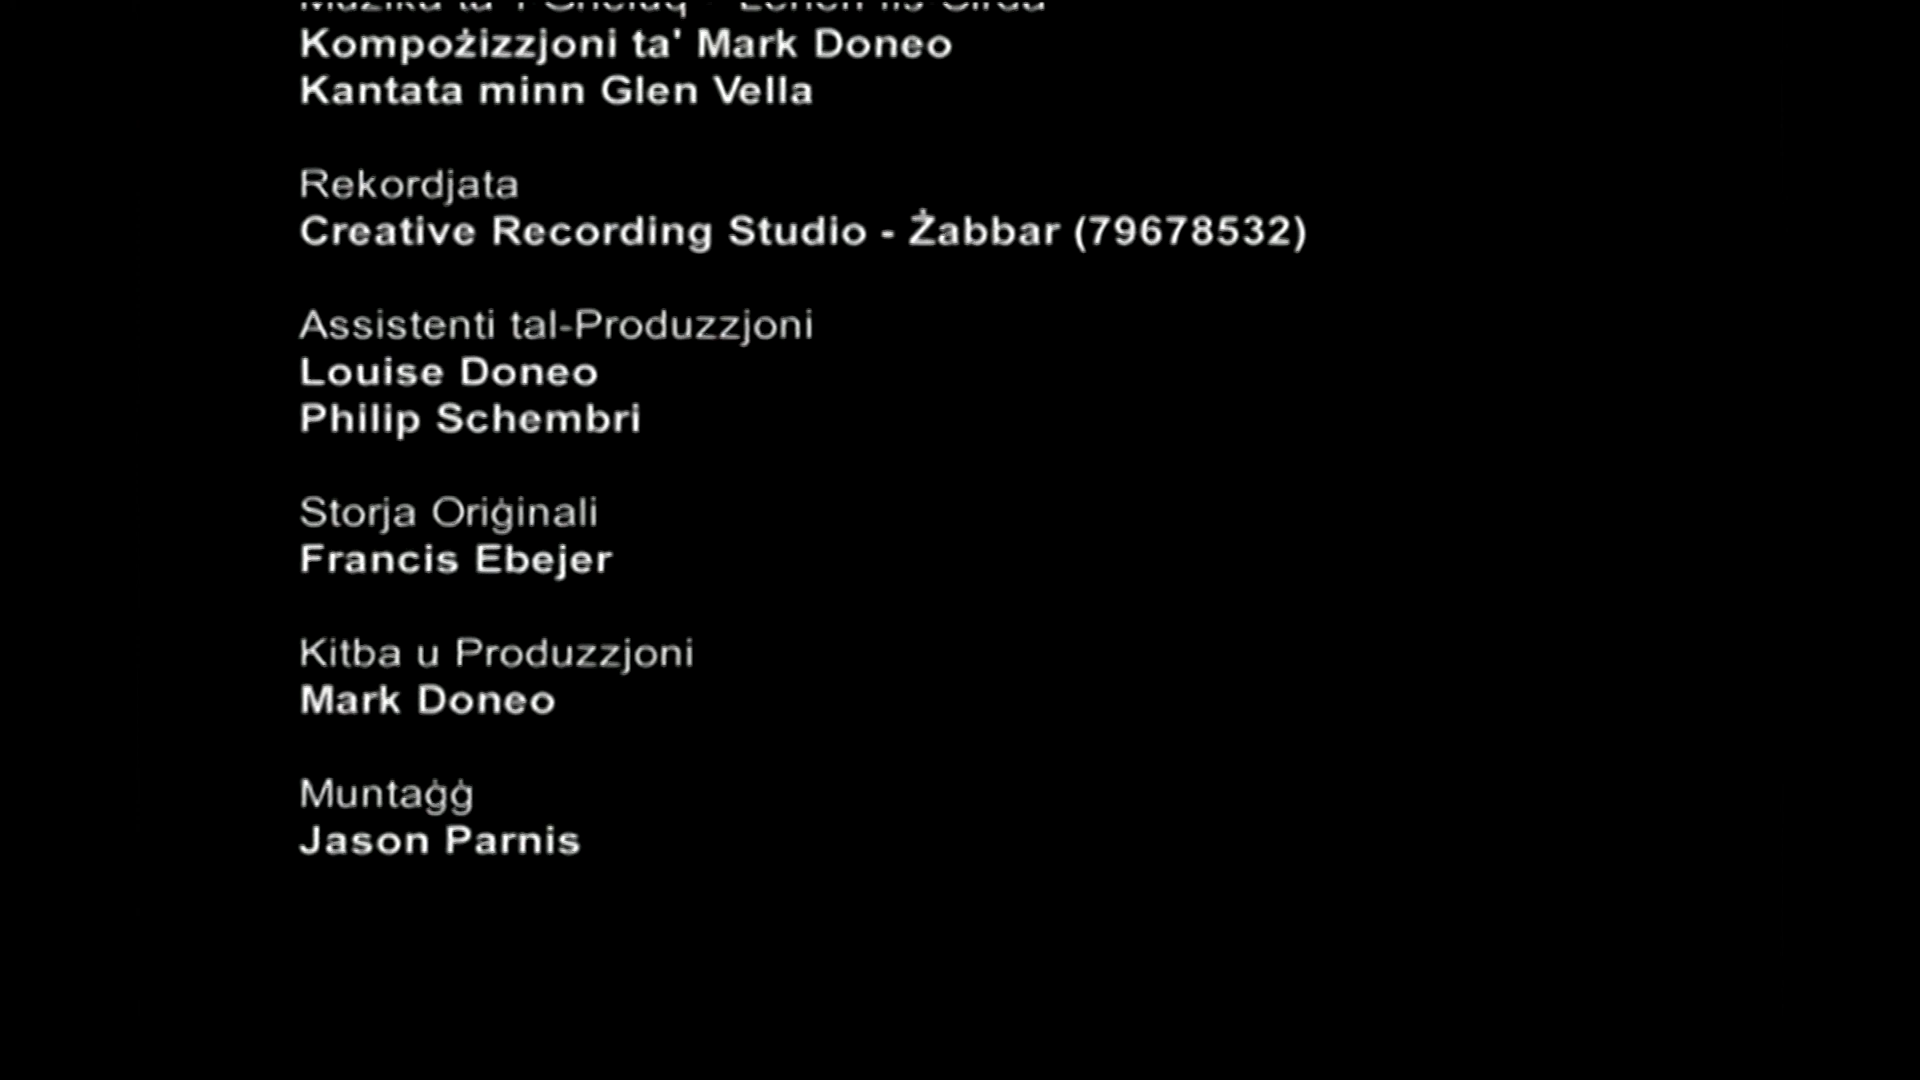 Kompożizzjoni ta' Mark Doneo
Kantata minn Glen Vella
Rekordjata
Creative Recording Studio - Żabbar (79678532)
Assistenti tal-Produzzjoni
Louise Doneo
Philip Schembri
Storja Oriġinali
Francis Ebejer
Kitba u Produzzjoni
Mark Doneo
Muntaġġ
Jason Parnis